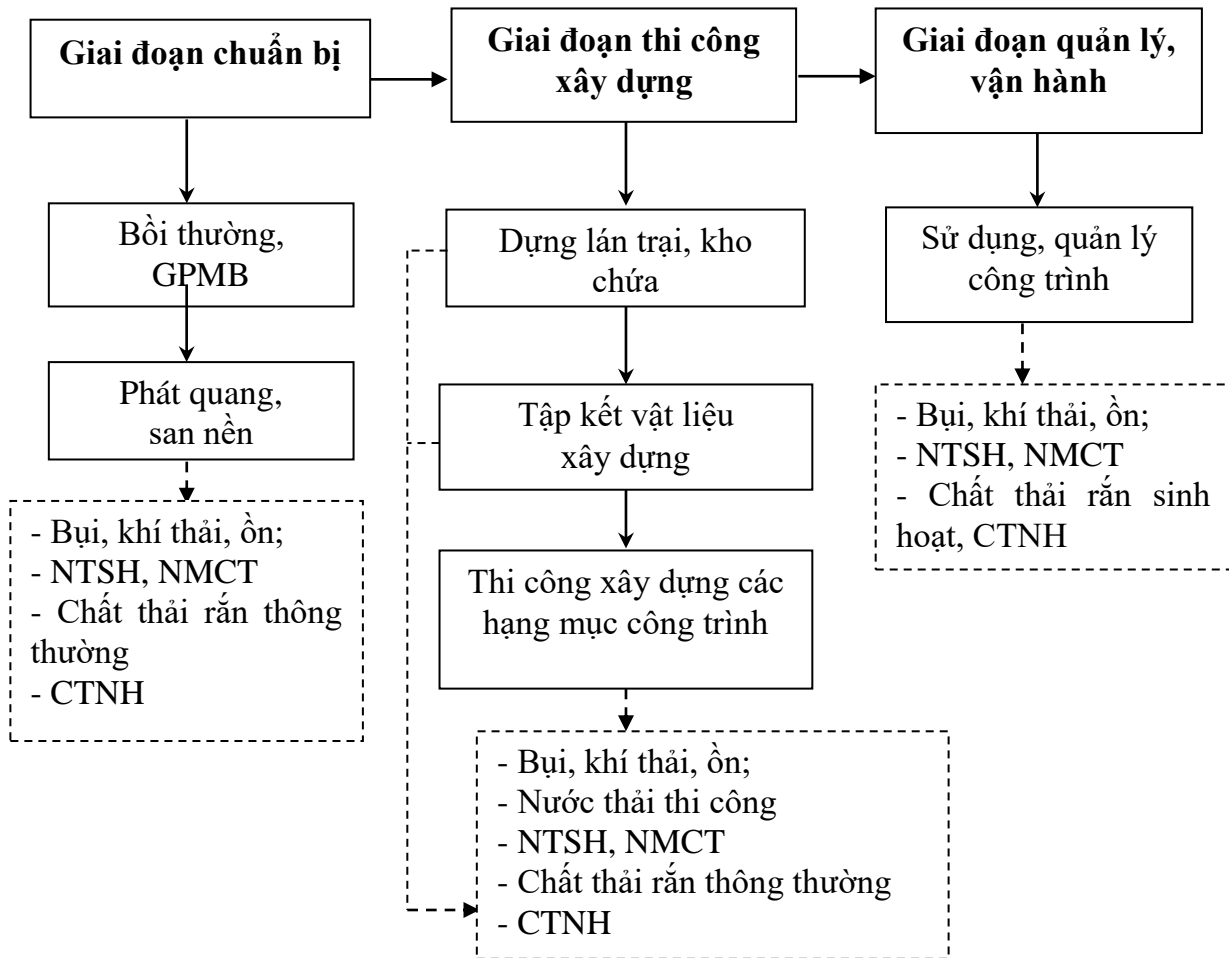 Giai đoạn chuẩn bị
Giai đoạn thi công
xây dựng
Giai đoạn quản lý,
vận hành
Bồi thường,
GPMB
Phát quang,
san nền
- Bụi, khí thải, ồn;
- NTSH, NMCT
- Chất thải rắn thông
thường
- CTNH
Dựng lán trại, kho
chứa
Tập kết vật liệu
xây dựng
Thi công xây dựng các
hạng mục công trình
- Bụi, khí thải, ồn;
- Nước thải thi công
- NTSH, NMCT
- Chất thải rắn thông thường
- CTNH
Sử dụng, quản lý
công trình
- Bụi, khí thải, ồn;
- NTSH, NMCT
- Chất thải rắn sinh
hoạt, CTNH